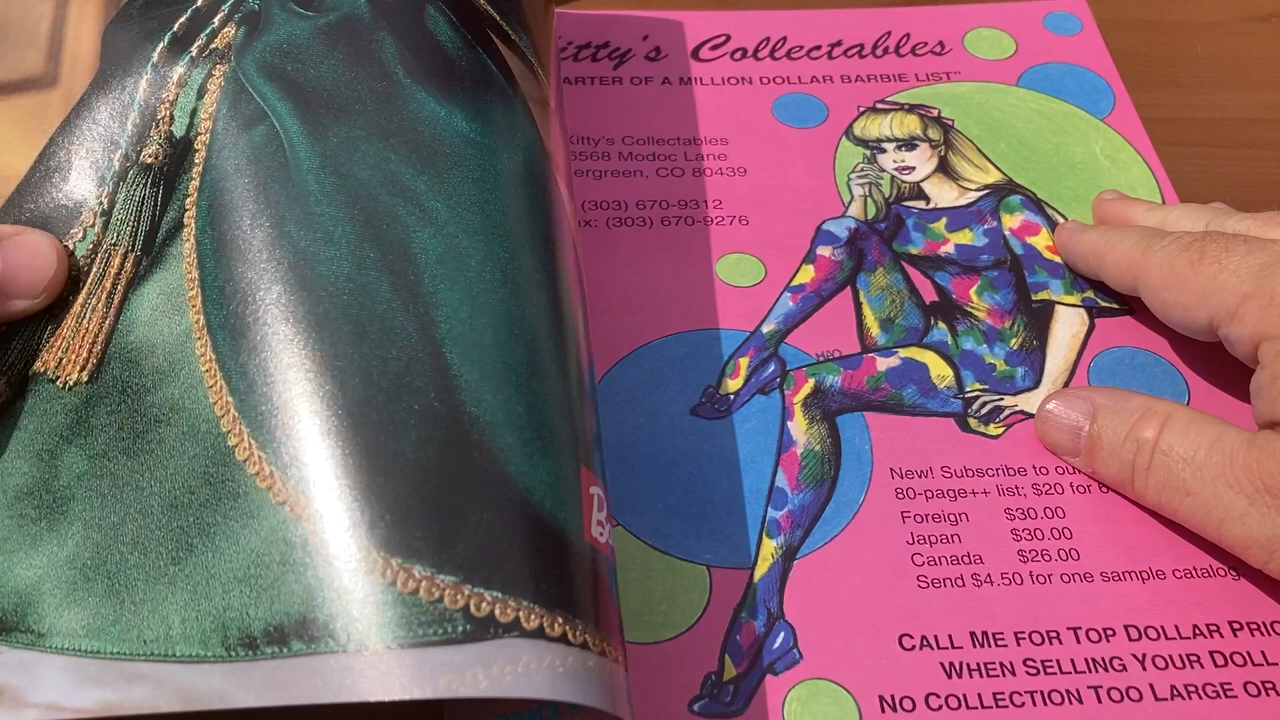 itty's Collectables
ARTER OF A MILLION DOLLAR BARBIE LIST"
Kitty's Collectables
6568 Modoc Lane
ergreen, CO 80439
(303) 670-9312
ax: (303) 670-9276
MAO
New! Subscribe to ou
80-page++ list; $20 for 6
Foreign $30.00
Japan $30.00
Canada $26.00
Send $4.50 for one sample catalog
CALL ME FOR TOP DOLLAR PRIC
WHEN SELLING YOUR DOLL
NO COLLECTION TOO LARGE OR
Ba